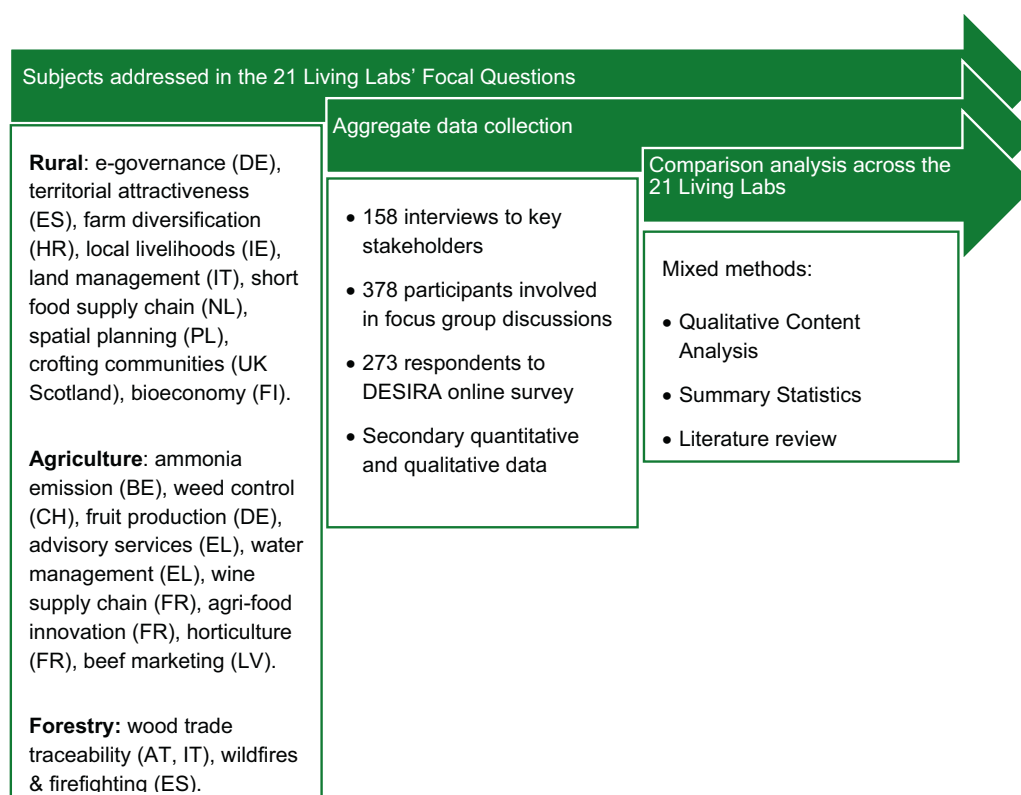 Subjects addressed in the 21 Living Labs' Focal Questions
Rural: e-governance (DE),
territorial attractiveness
(ES), farm diversification
(HR), local livelihoods (IE),
land management (IT), short
food supply chain (NL),
spatial planning (PL),
crofting communities (UK
Scotland), bioeconomy (FI).
Agriculture: ammonia
emission (BE), weed control
(CH), fruit production (DE),
advisory services (EL), water
management (EL), wine
supply chain (FR), agri-food
innovation (FR), horticulture
(FR), beef marketing (LV).
Forestry: wood trade
traceability (AT, IT), wildfires
& firefighting (ES).
Aggregate data collection
• 158 interviews to key
stakeholders
• 378 participants involved
in focus group discussions
• 273 respondents to
DESIRA online survey
• Secondary quantitative
and qualitative data
Comparison analysis across the
21 Living Labs
Mixed methods:
• Qualitative Content
Analysis
• Summary Statistics
• Literature review